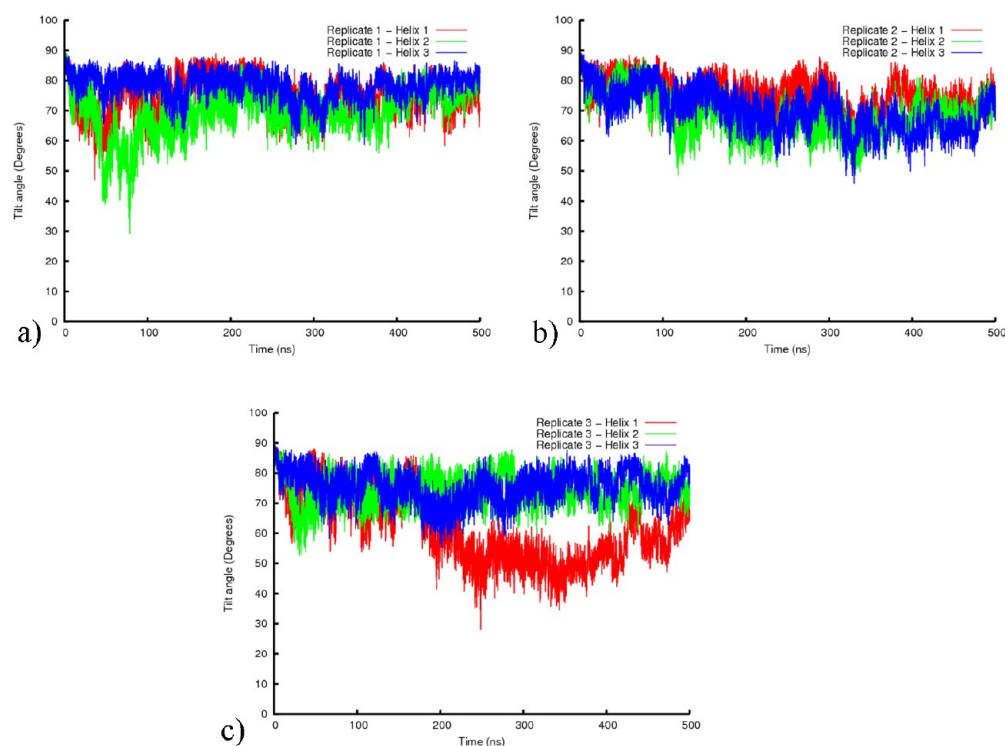 100
90
80
70
60
50
40
30
20
10
0
Tilt angle (Degrees)
Replicate 1 – Helix 1
Replicate 1 – Helix 2
Replicate 1 – Helix 3
0 100 200 300 400 500
Time (ns)
a)
100
90
80
70
60
50
40
30
20
10
0
Tilt angle (Degrees)
Replicate 2 – Helix 1
Replicate 2 – Helix 2
Replicate 2 – Helix 3
0 100 200 300 400 500
Time (ns)
b)
100
90
80
70
60
50
40
30
20
10
0
Tilt angle (Degrees)
Replicate 3 – Helix 1
Replicate 3 – Helix 2
Replicate 3 – Helix 3
0 100 200 300 400 500
Time (ns)
c)